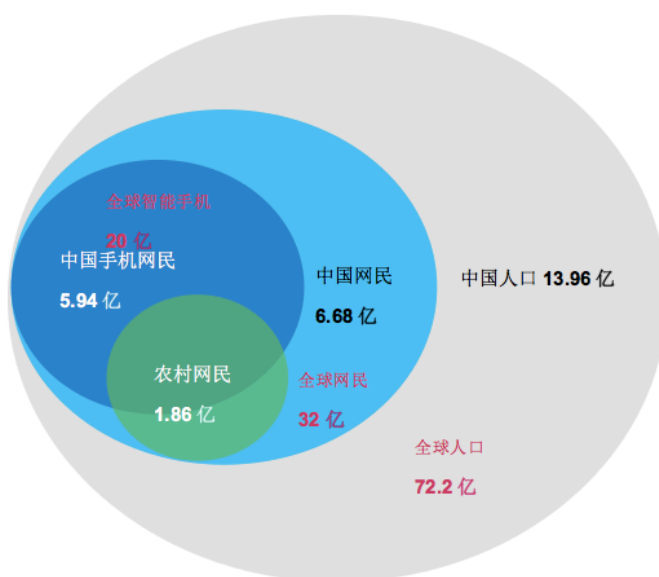 全球智能手机
20 亿
中国手机网民
5.94 亿
中国网民
6.68 亿
中国人口 13.96 亿
农村网民
1.86 亿
全球网民
32 亿
全球人口
72.2 亿